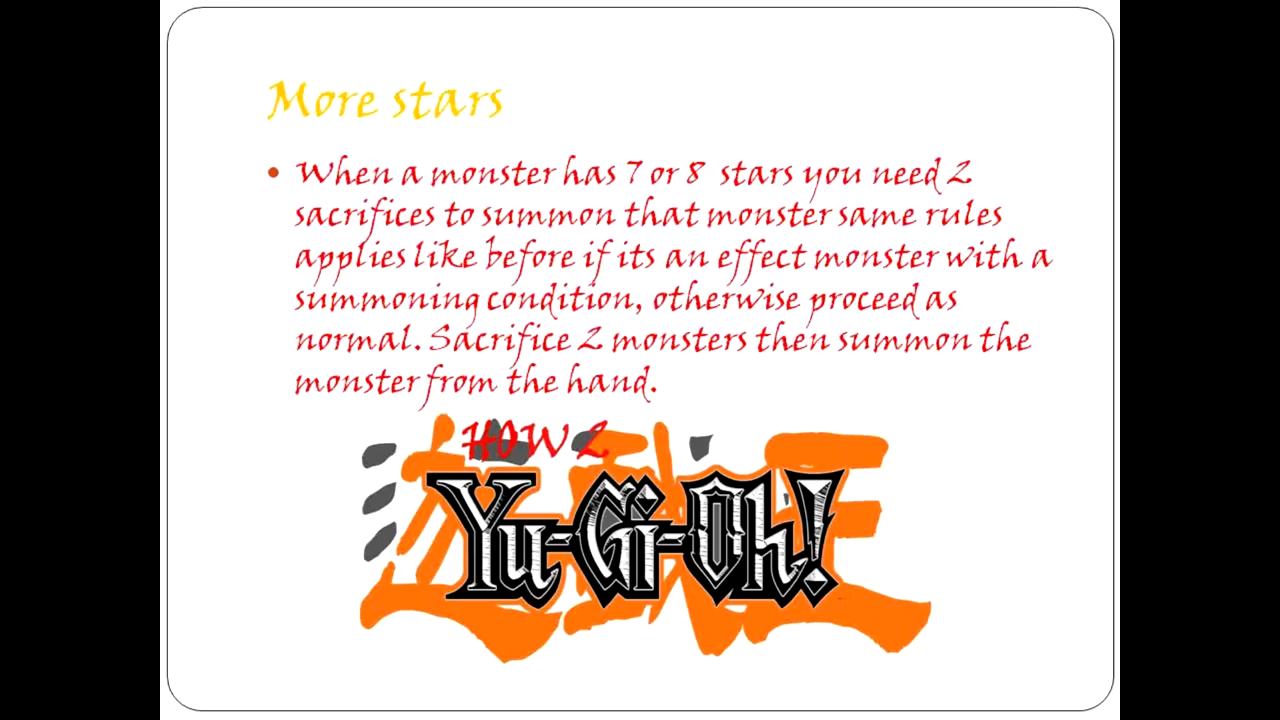 More stars
• When a monster has 7 or 8 stars you need 2
sacrifices to summon that monster same rules
applies like before if its an effect monster with a
summoning condition, otherwise proceed as
normal. Sacrifice 2 monsters then summon the
monster from the hand.
HOW 2
Yu-Gi-Oh!